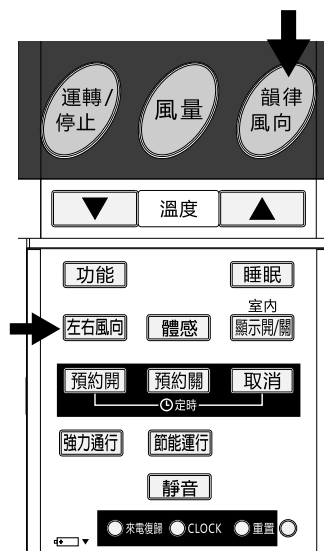 運轉/
停止
風量
韻律
風向
▼ 溫度 ▲
功能
睡眠
左右風向
體感
室內
顯示開/關
預約開
預約關
取消
定時
強力通行
節能運行
靜音
來電復歸
CLOCK
重置